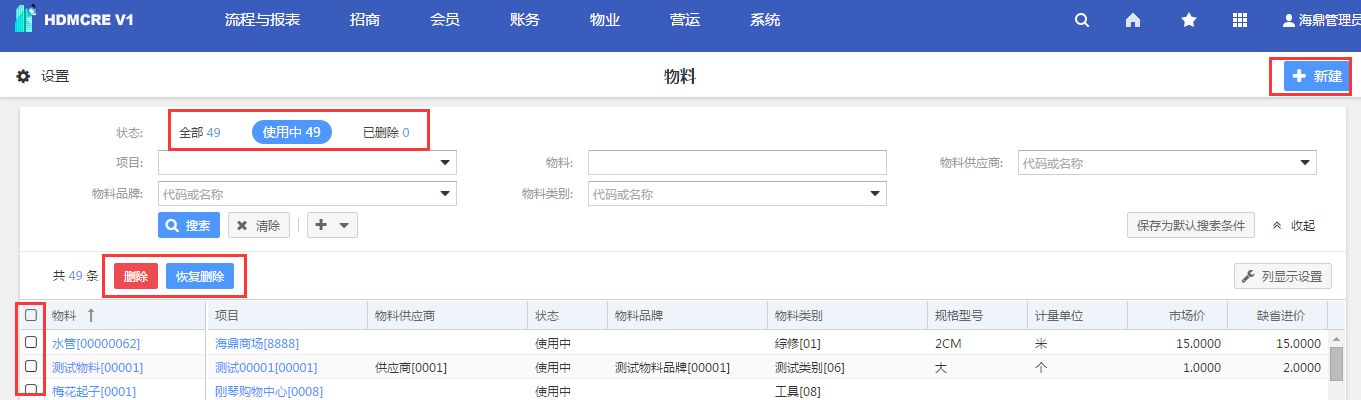 HDMCRE V1 流程与报表 招商 会员 账务 物业 营运 系统 海鼎管理员
设置 物料 新建
状态: 全部 49 使用中 49 已删除 0
项目: 物料: 物料供应商: 代码或名称
物料品牌: 代码或名称 物料类别: 代码或名称
搜索 清除 保存为默认搜索条件 收起
共 49 条 删除 恢复删除 列显示设置
物料 项目 物料供应商 状态 物料品牌 物料类别 规格型号 计量单位 市场价 缺省进价
水管[00000062] 海鼎商场[8888] 使用中 综修[01] 2CM 米 15.0000 15.0000
测试物料[00001] 测试00001[00001] 供应商[0001] 使用中 测试物料品牌[00001] 测试类别[06] 大 个 1.0000 2.0000
梅花起子[0001] 刚琴购物中心[0008] 使用中 工具[08]